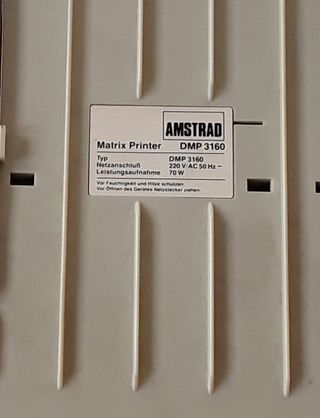 AMSTRAD
Matrix Printer DMP 3160
Typ DMP 3160
Netzanschluß 220 V/AC 50 Hz ~
Leistungsaufnahme 70 W
Vor Feuchtigkeit und Hitze schützen.
Vor Öffnen des Gerätes Netzstecker ziehen.